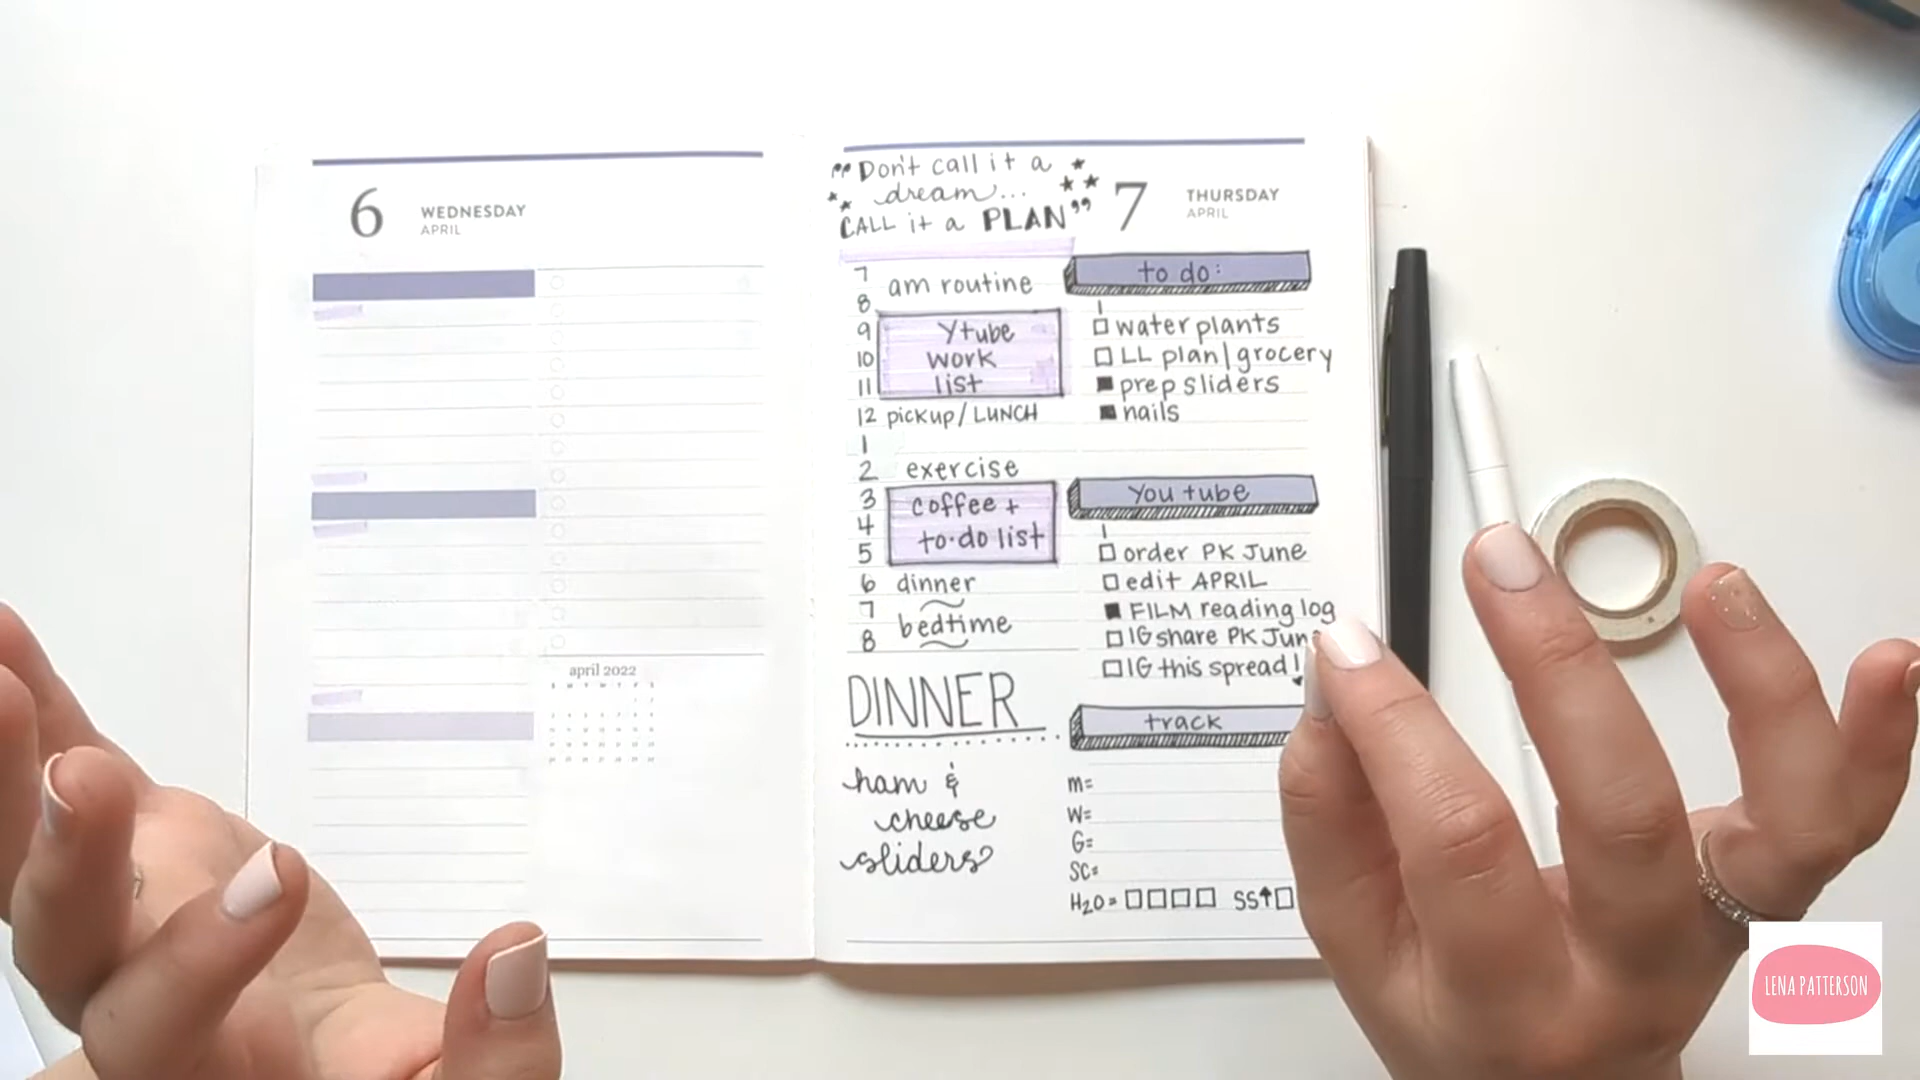 6 WEDNESDAY
APRIL
april 2022
"Don't call it a
dream...
CALL it a PLAN"
7 THURSDAY
APRIL
7
am routine
8
9 Ytube
10 work
11 list
12 pickup/LUNCH
1
2 exercise
3 coffee +
4
to·do list
5
6 dinner
7
bedtime
8
DINNER
ham &
cheese
sliders
to do:
water plants
LL plan|grocery
prep sliders
nails
You tube
order PK June
edit APRIL
FILM reading log
IG share PK June
IG this spread!
track
m=
W=
G=
SC=
H2O= SS↑
LENA PATTERSON